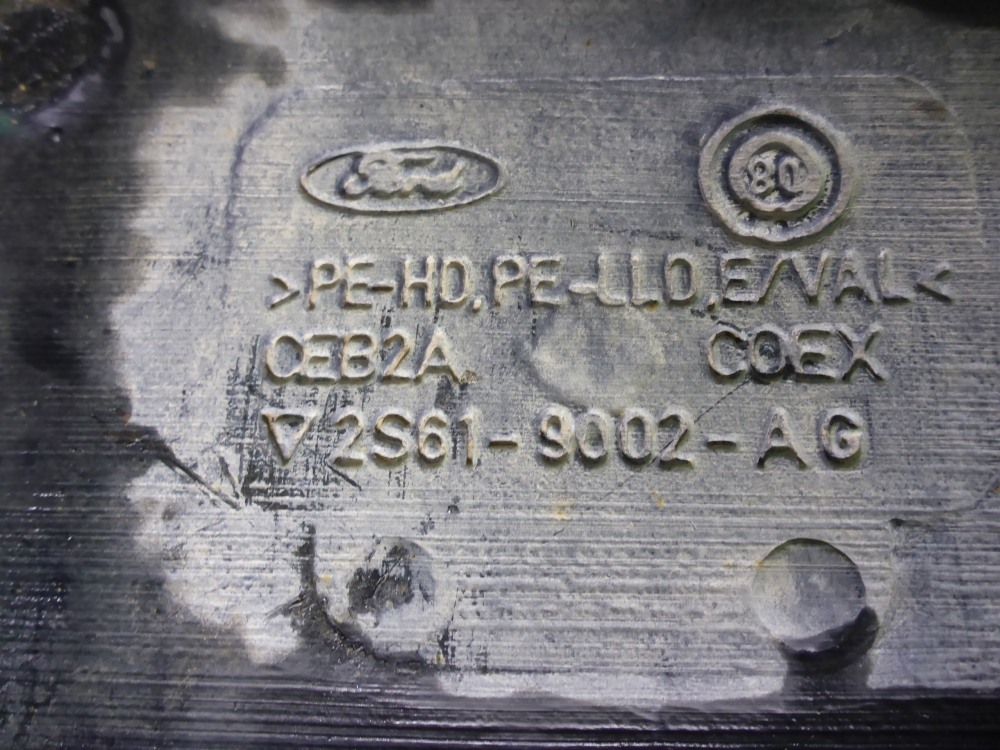 Ford 80
>PE-HD,PE-LLD,E/VAL<
CEB2A COEX
2S61-9002-AG